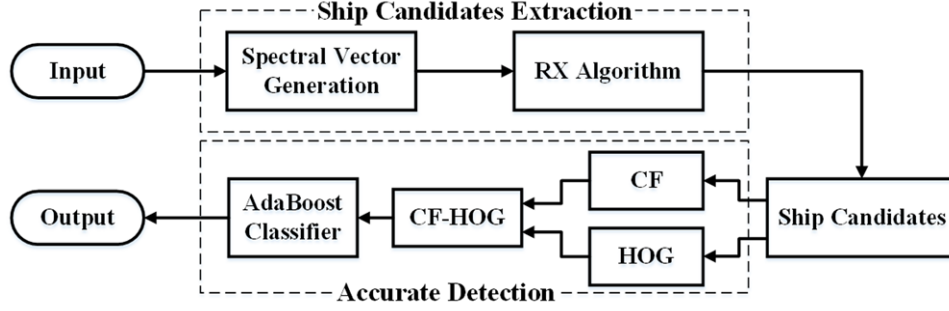 Ship Candidates Extraction
Input
Spectral Vector
Generation
RX Algorithm
Ship Candidates
CF
HOG
CF-HOG
AdaBoost
Classifier
Output
Accurate Detection